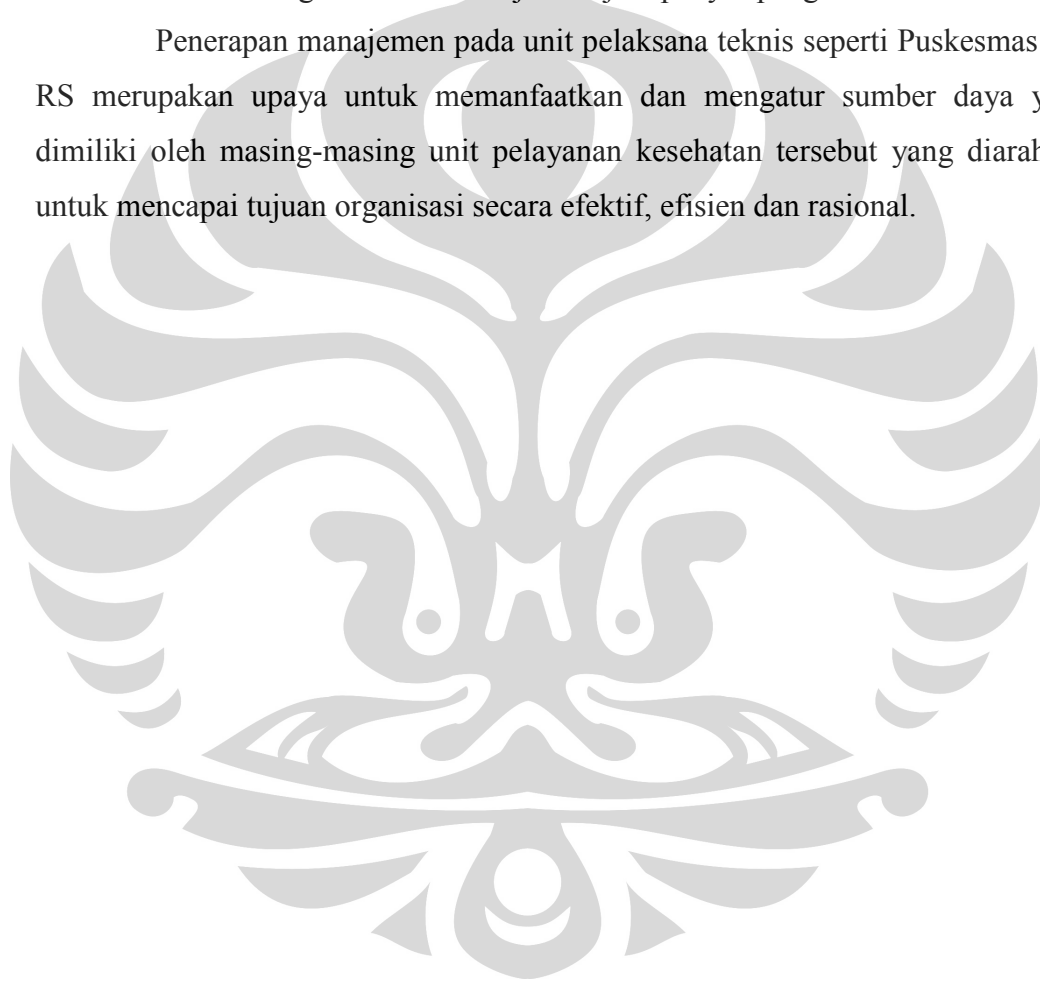 Penerapan manajemen pada unit pelaksana teknis seperti Puskesmas
RS merupakan upaya untuk memanfaatkan dan mengatur sumber daya
dimiliki oleh masing-masing unit pelayanan kesehatan tersebut yang
untuk mencapai tujuan organisasi secara efektif, efisien dan rasional.